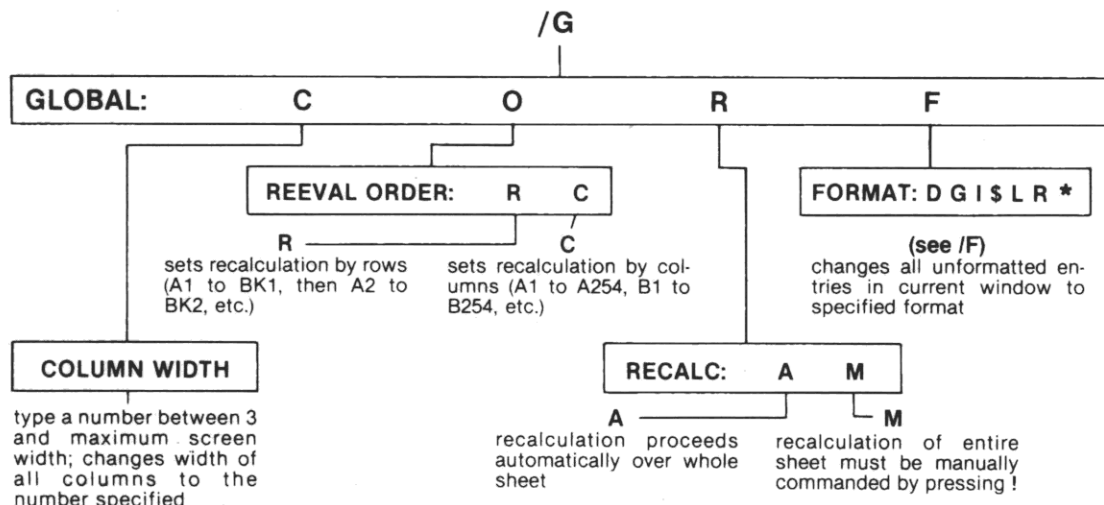 /G
GLOBAL: C O R F
REEVAL ORDER: R C
FORMAT: D G I $ L R *
R
sets recalculation by rows
(A1 to BK1, then A2 to
BK2, etc.)
C
sets recalculation by col-
umns (A1 to A254, B1 to
B254, etc.)
(see /F)
changes all unformatted en-
tries in current window to
specified format
COLUMN WIDTH
type a number between 3
and maximum screen
width; changes width of
all columns to the
number specified
RECALC: A M
A
recalculation proceeds
automatically over whole
sheet
M
recalculation of entire
sheet must be manually
commanded by pressing !